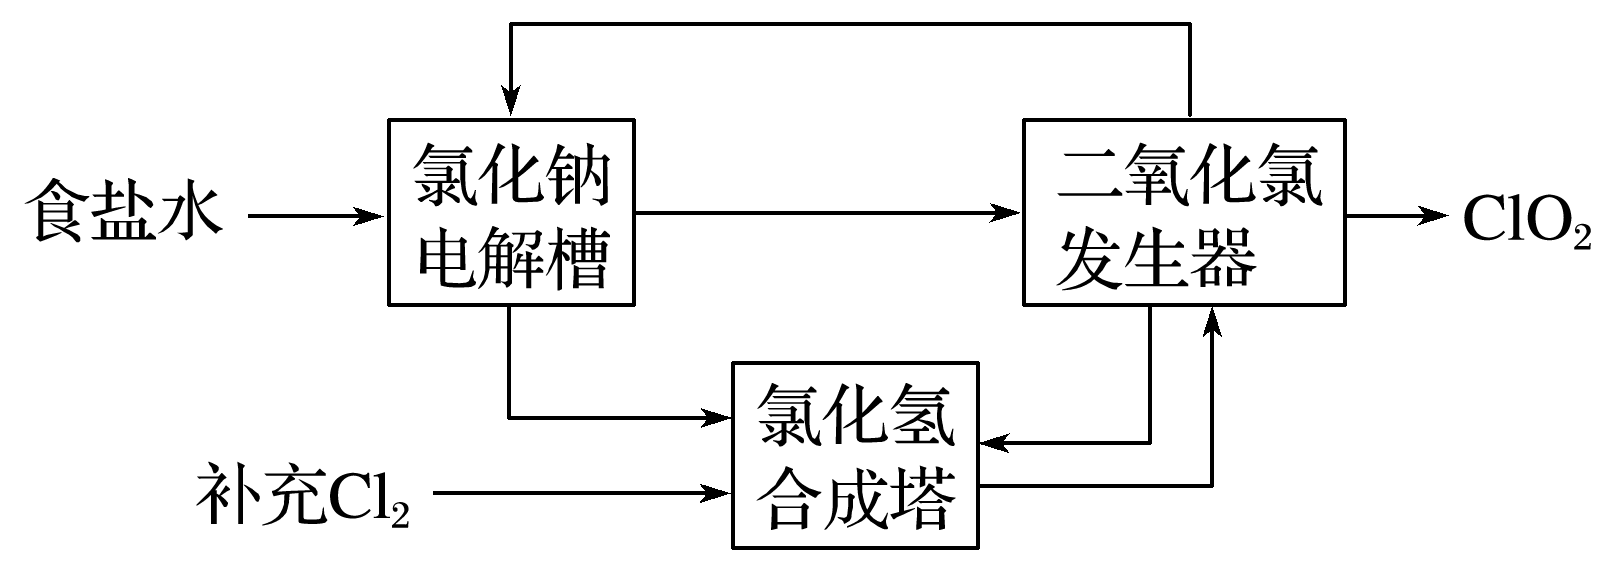 食盐水
氯化钠
电解槽
二氧化氯
发生器
ClO₂
氯化氢
合成塔
补充Cl₂